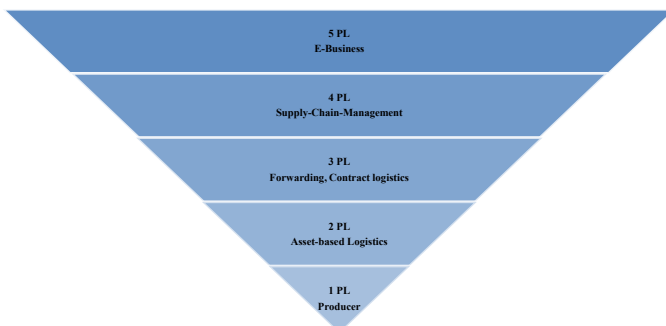 5 PL
E-Business
4 PL
Supply-Chain-Management
3 PL
Forwarding, Contract logistics
2 PL
Asset-based Logistics
1 PL
Producer